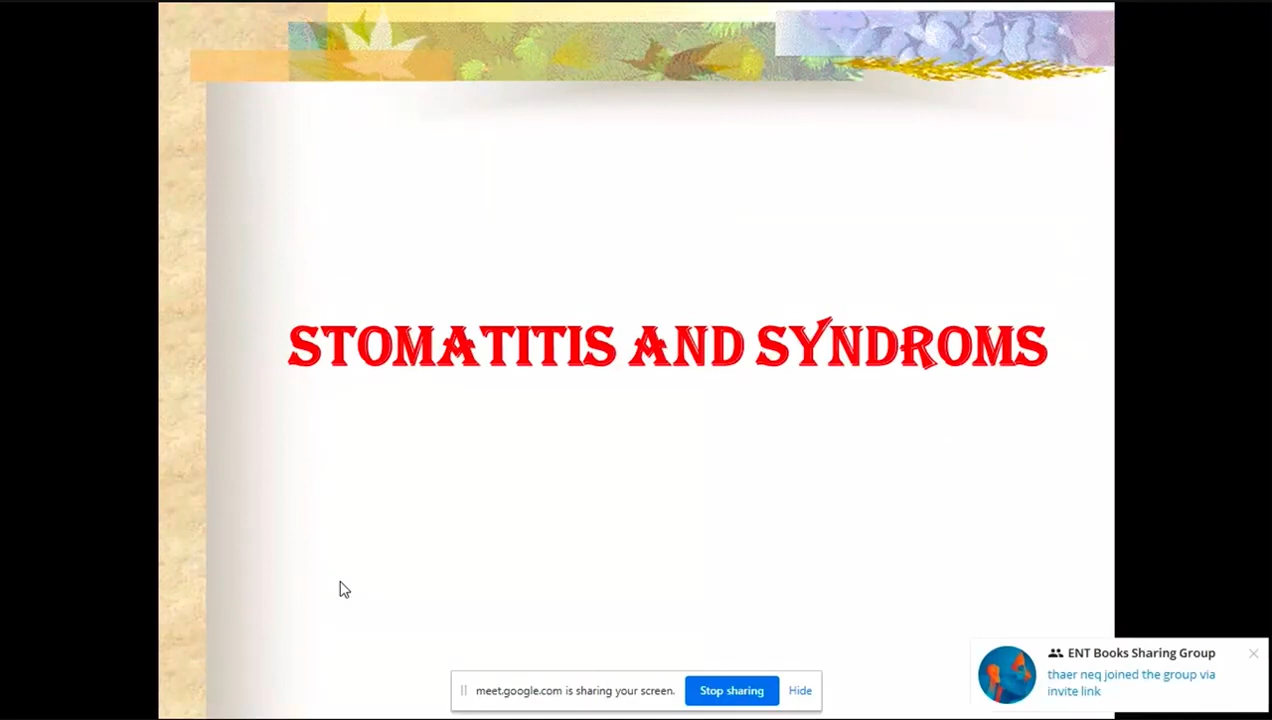 STOMATITIS AND SYNDROMS
ENT Books Sharing Group
thaer neq joined the group via
invite link
meet.google.com is sharing your screen.
Stop sharing
Hide